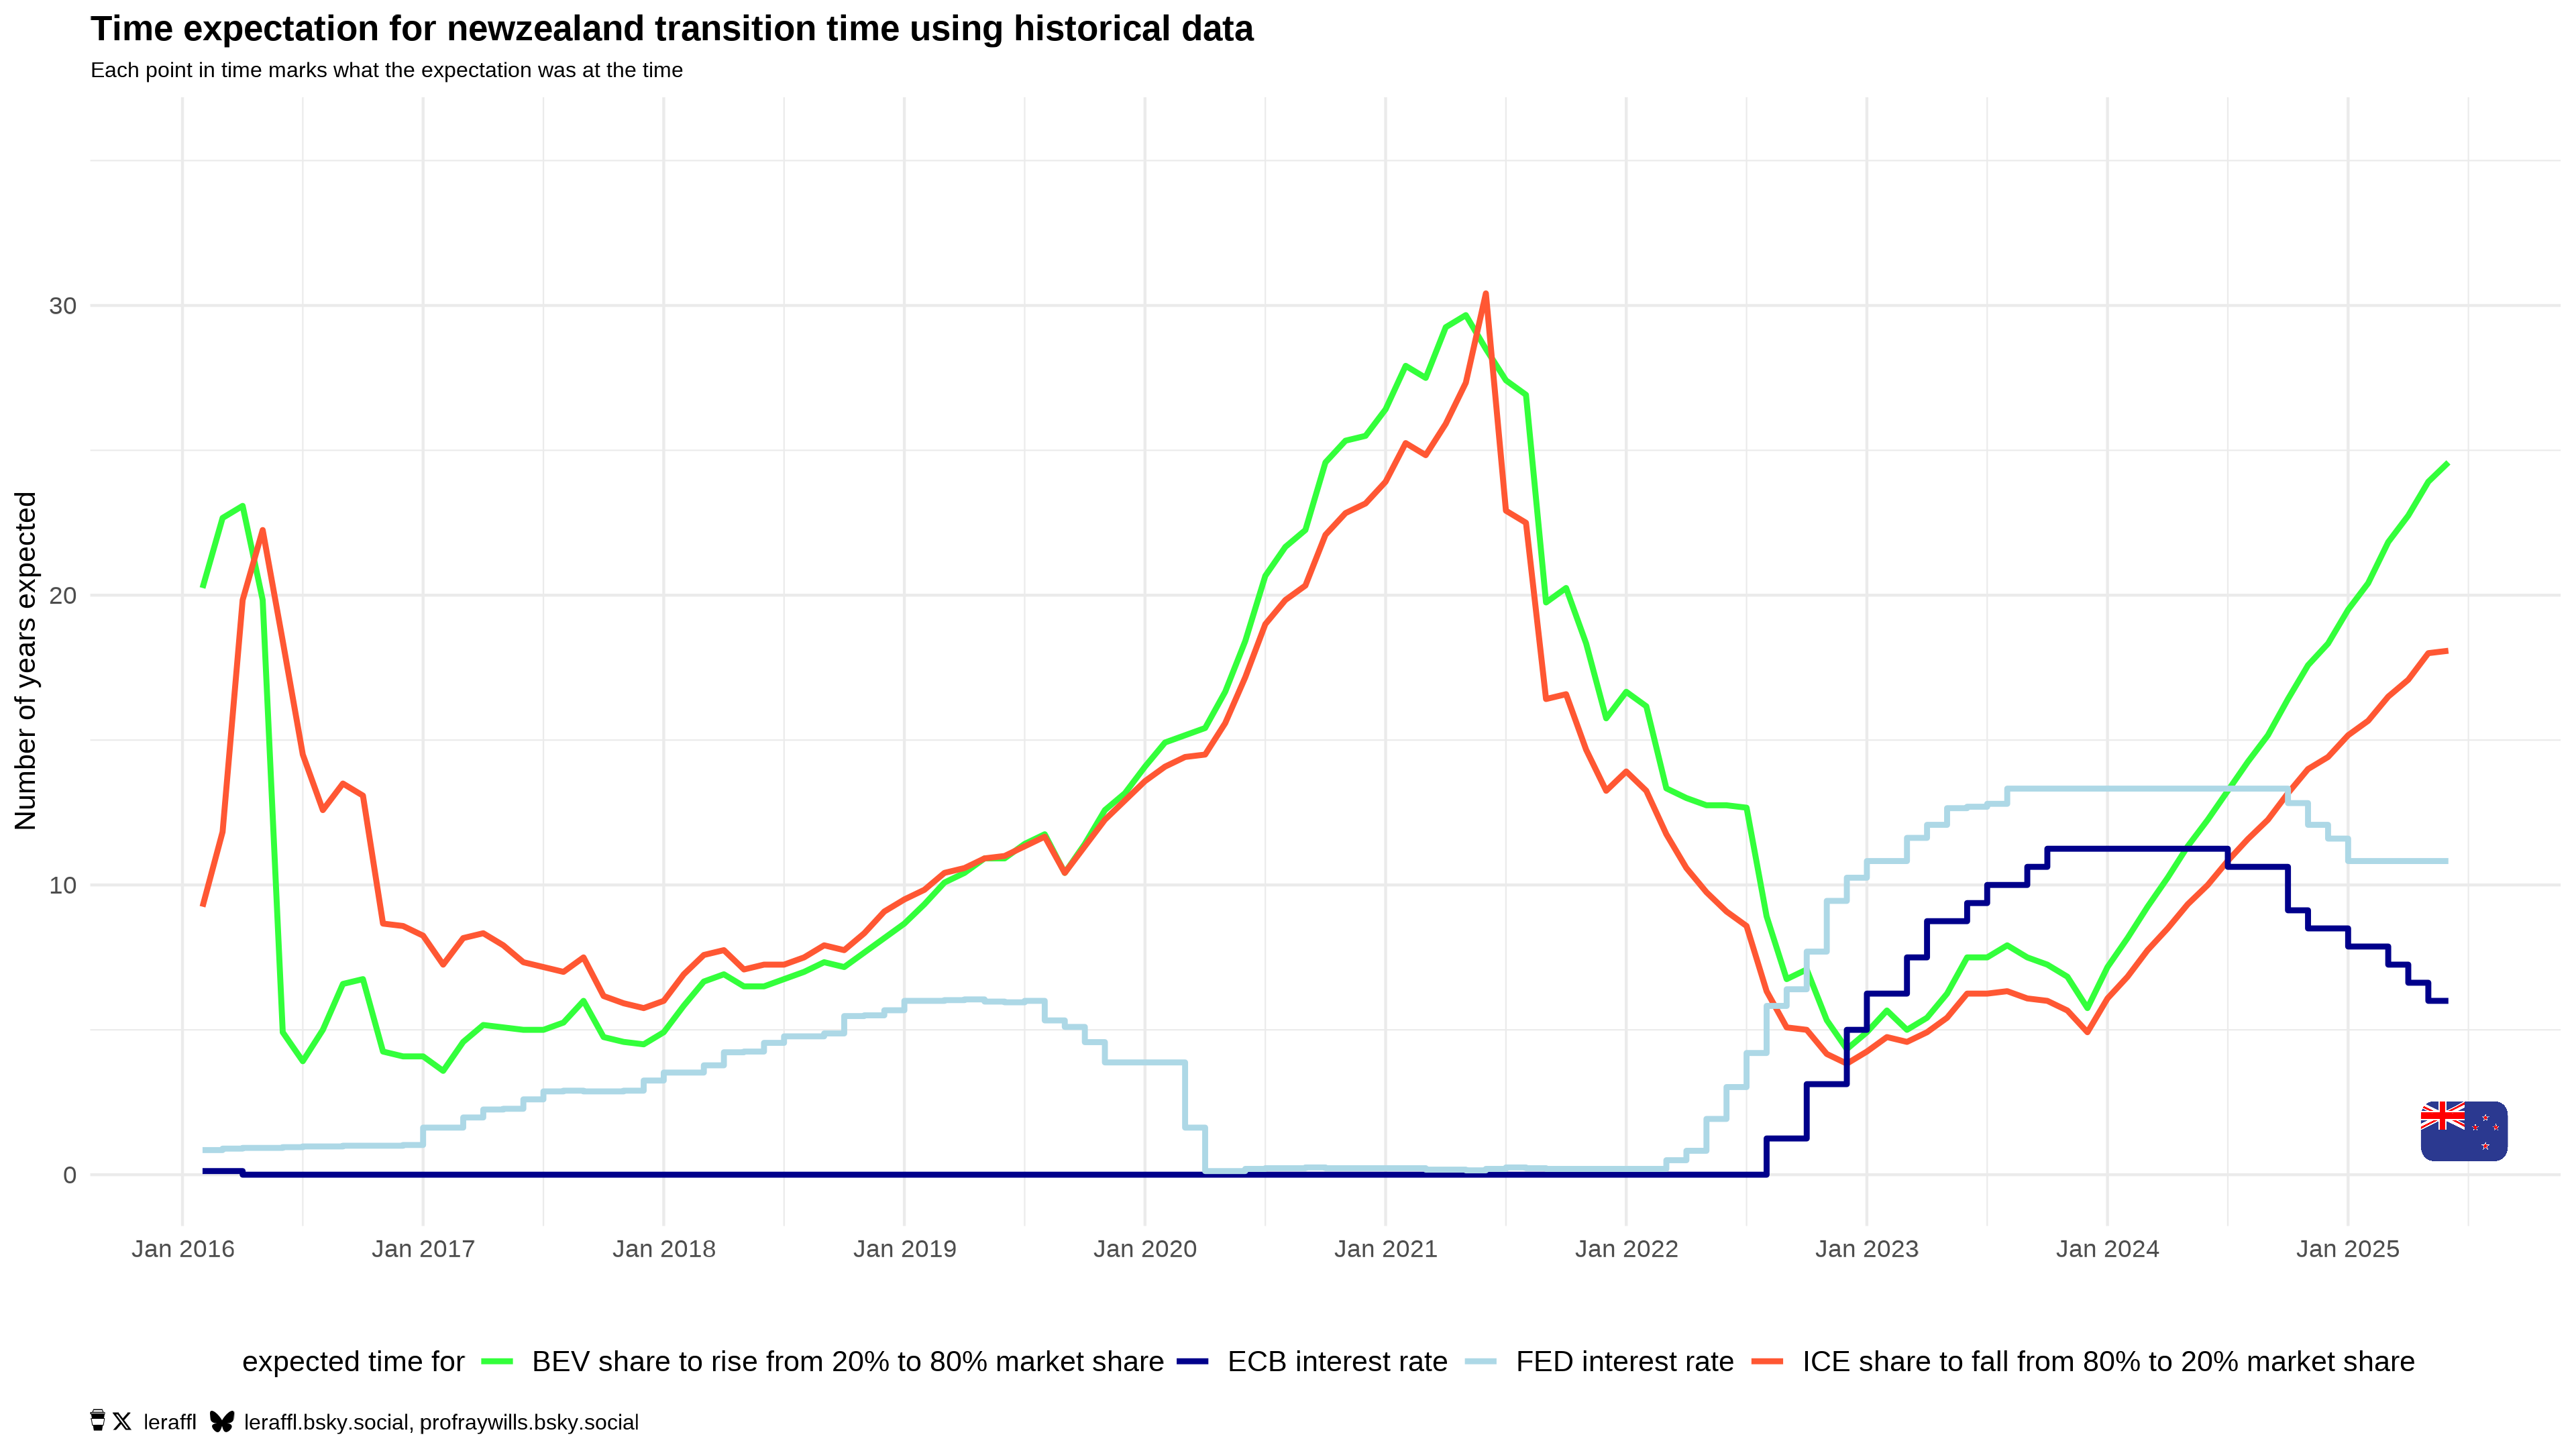 Time expectation for newzealand transition time using historical data
Each point in time marks what the expectation was at the time
Number of years expected
30
20
10
0
Jan 2016 Jan 2017 Jan 2018 Jan 2019 Jan 2020 Jan 2021 Jan 2022 Jan 2023 Jan 2024 Jan 2025
expected time for BEV share to rise from 20% to 80% market share ECB interest rate FED interest rate ICE share to fall from 80% to 20% market share
leraffl leraffl.bsky.social, profraywills.bsky.social